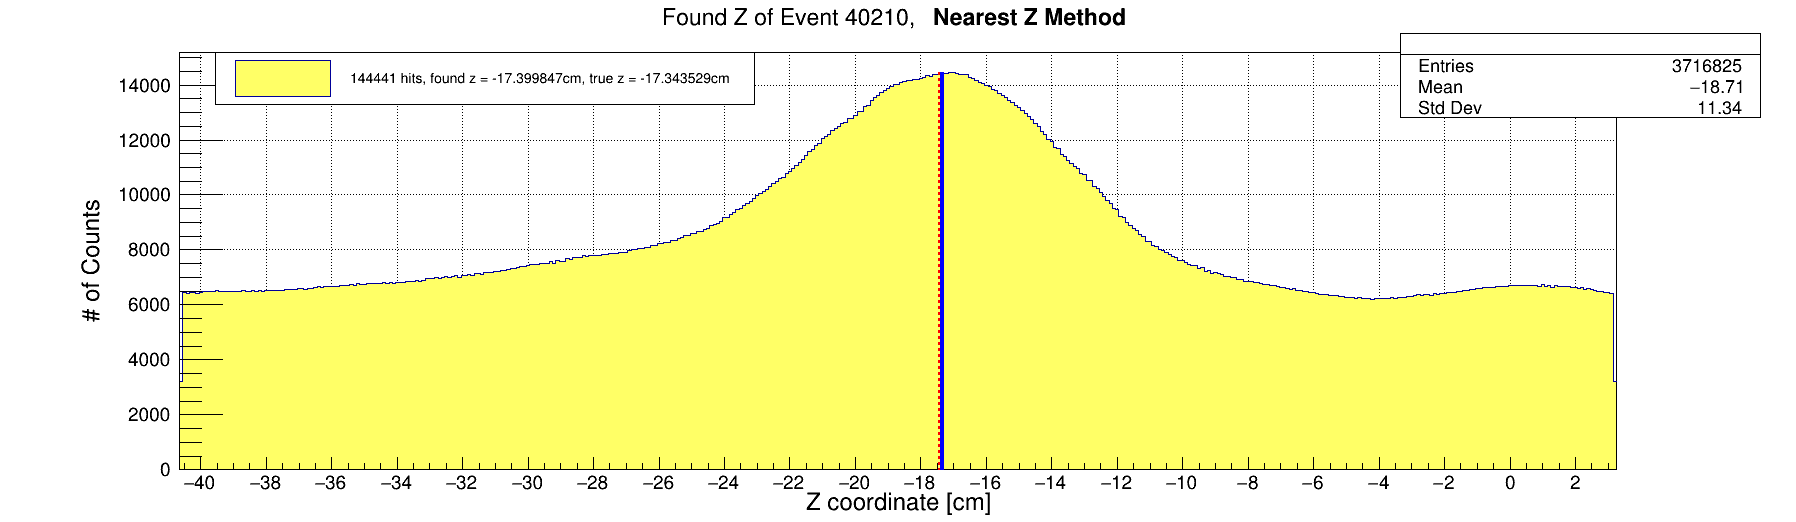 Found Z of Event 40210, Nearest Z Method
144441 hits, found z = -17.399847cm, true z = -17.343529cm
Entries 3716825
Mean −18.71
Std Dev 11.34
# of Counts
14000
12000
10000
8000
6000
4000
2000
0
−40 −38 −36 −34 −32 −30 −28 −26 −24 −22 −20 −18 −16 −14 −12 −10 −8 −6 −4 −2 0 2
Z coordinate [cm]